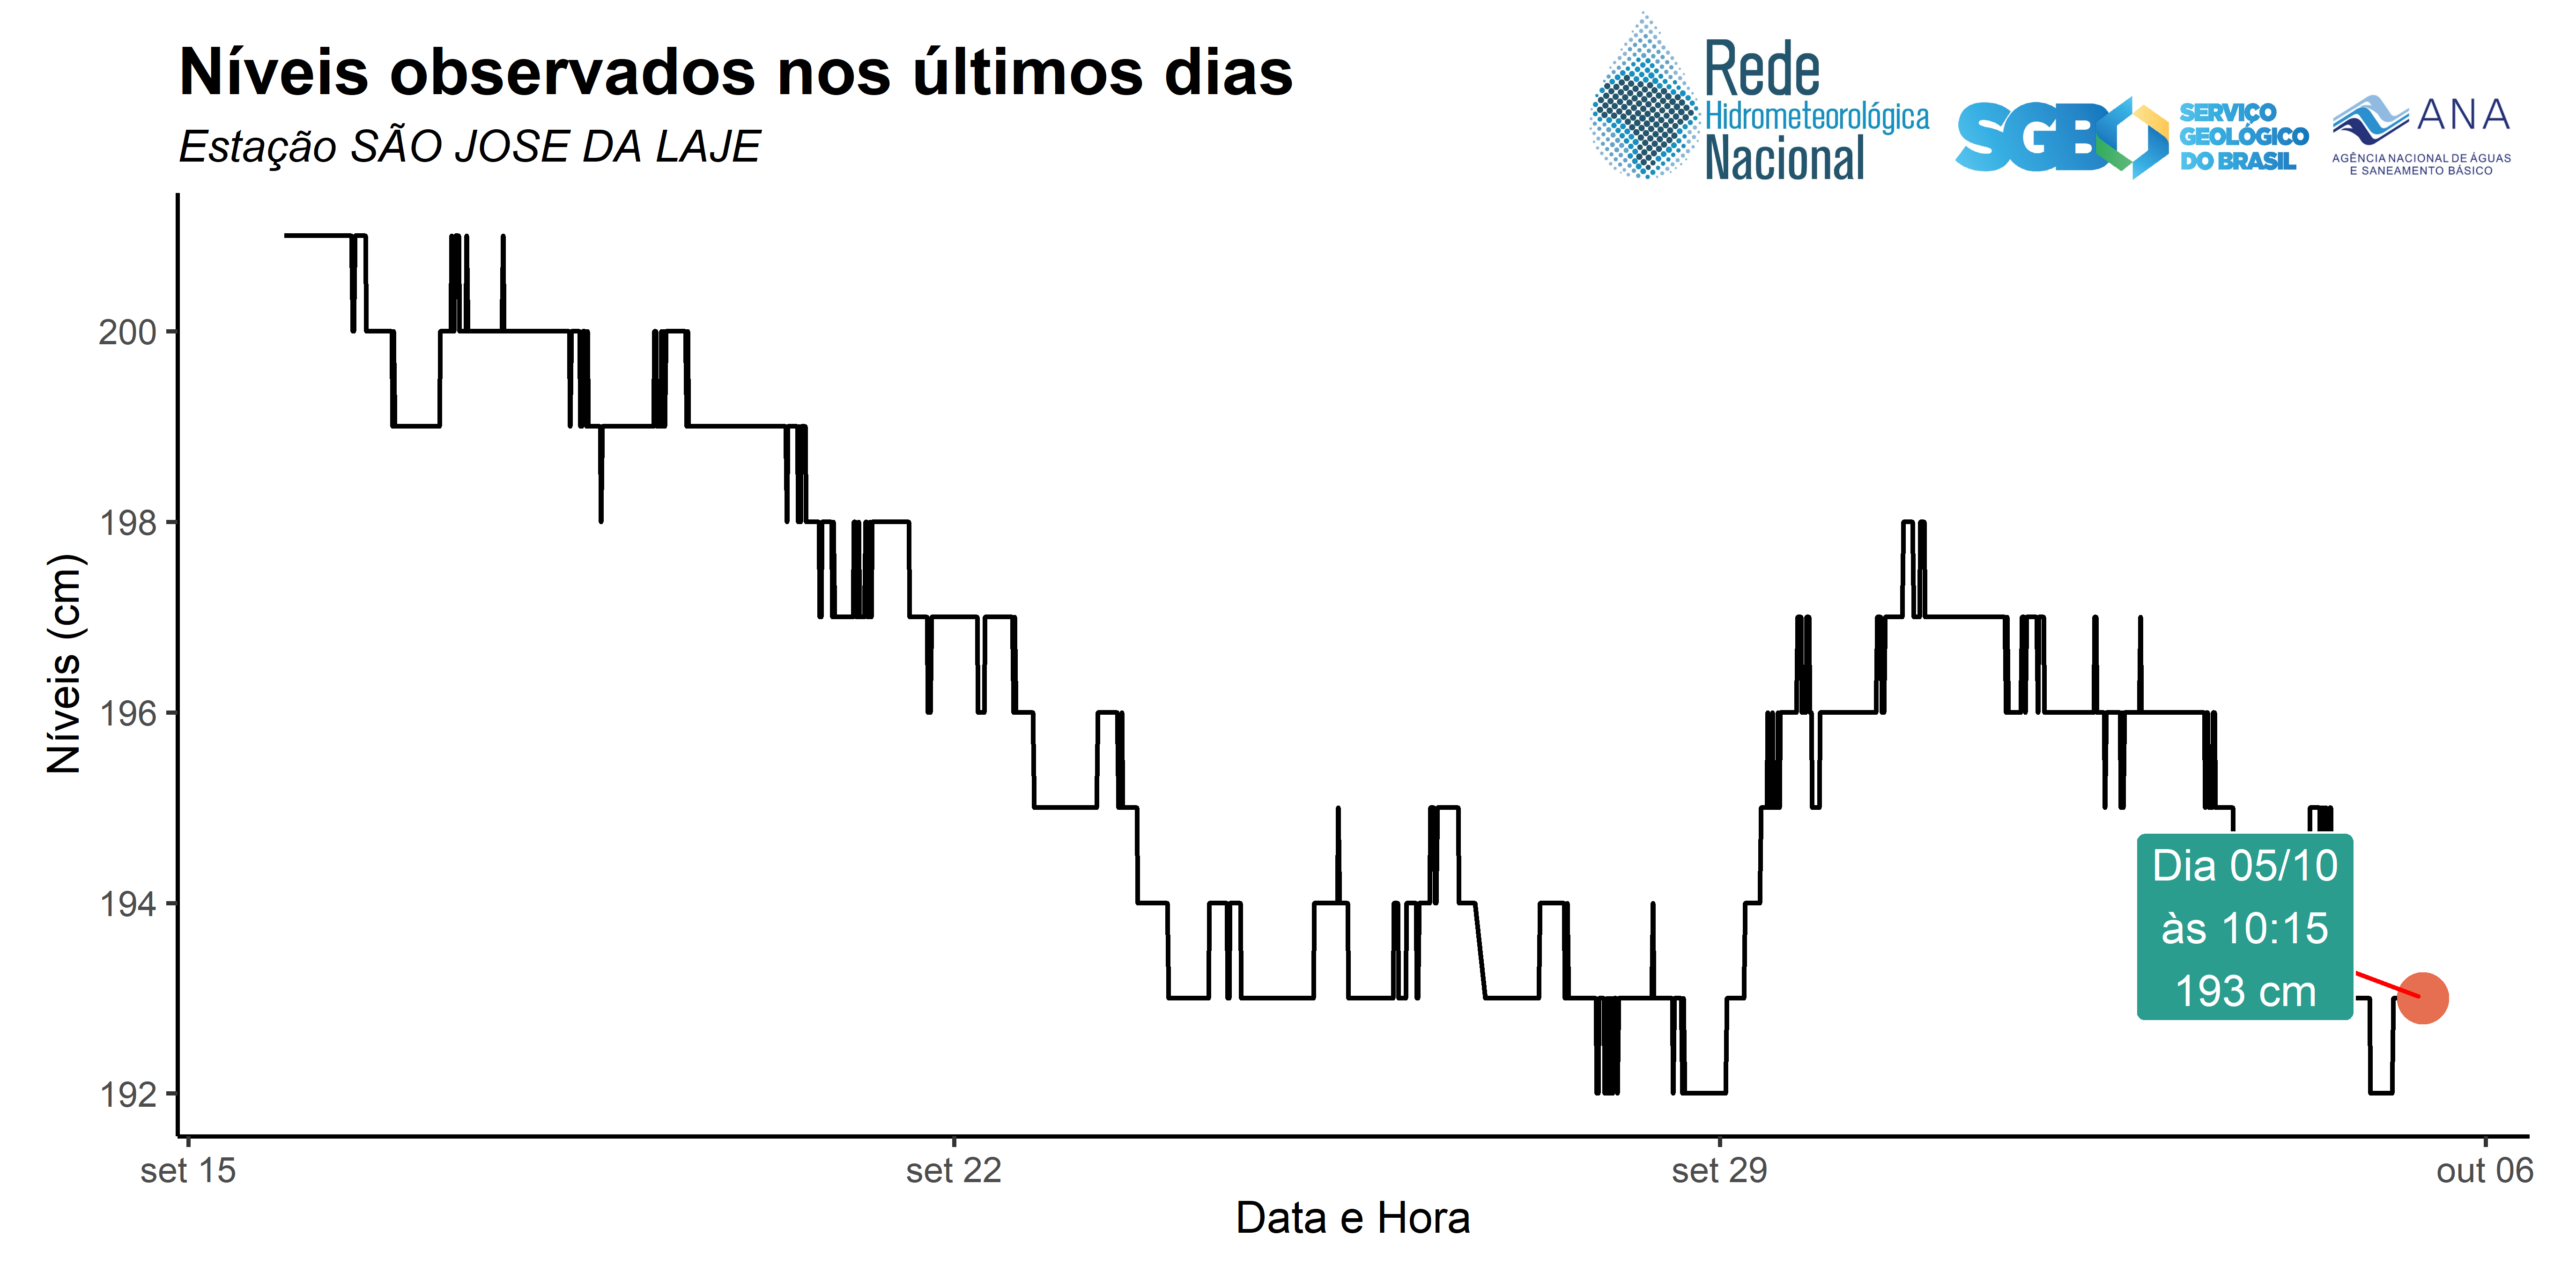 Níveis observados nos últimos dias
Estação SÃO JOSE DA LAJE
Rede
Hidrometeorológica
Nacional
SGB
SERVIÇO
GEOLÓGICO
DO BRASIL
ANA
AGÊNCIA NACIONAL DE ÁGUAS
E SANEAMENTO BÁSICO
Níveis (cm)
200
198
196
194
192
Dia 05/10
às 10:15
193 cm
set 15
set 22
set 29
out 06
Data e Hora